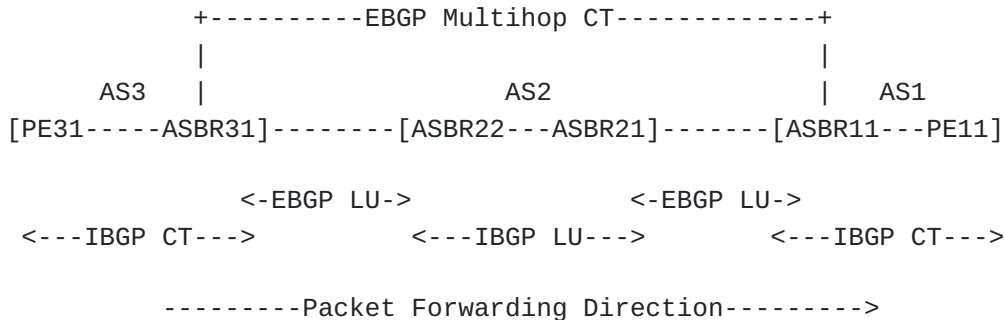 +----------EBGP Multihop CT-------------+
|                                       |
AS3   |                   AS2                 |   AS1
[PE31-----ASBR31]--------[ASBR22---ASBR21]-------[ASBR11---PE11]
<-EBGP LU->              <-EBGP LU->
<---IBGP CT--->          <---IBGP LU--->        <---IBGP CT--->
---------Packet Forwarding Direction--------->